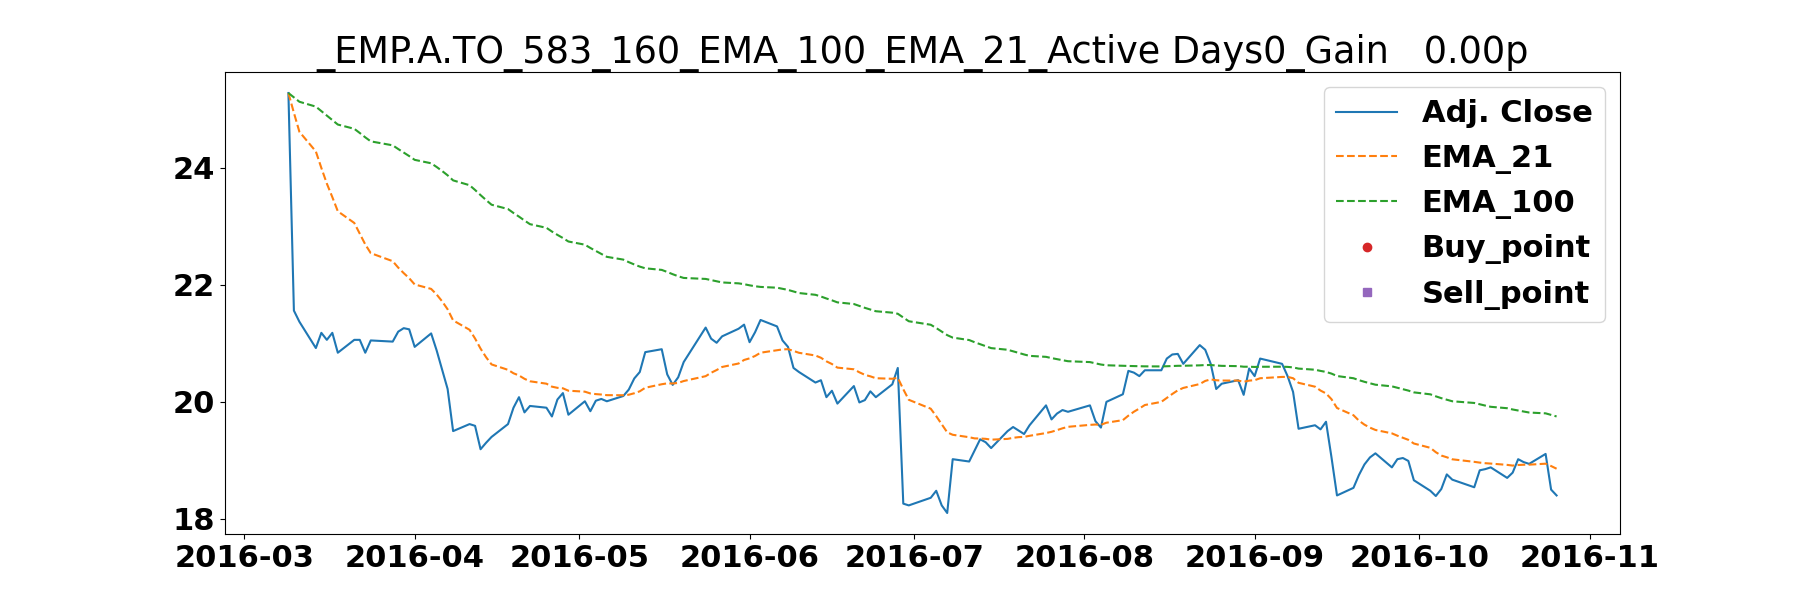 _EMP.A.TO_583_160_EMA_100_EMA_21_Active Days0_Gain   0.00p
Adj. Close
EMA_21
EMA_100
Buy_point
Sell_point
24
22
20
18
2016-03 2016-04 2016-05 2016-06 2016-07 2016-08 2016-09 2016-10 2016-11